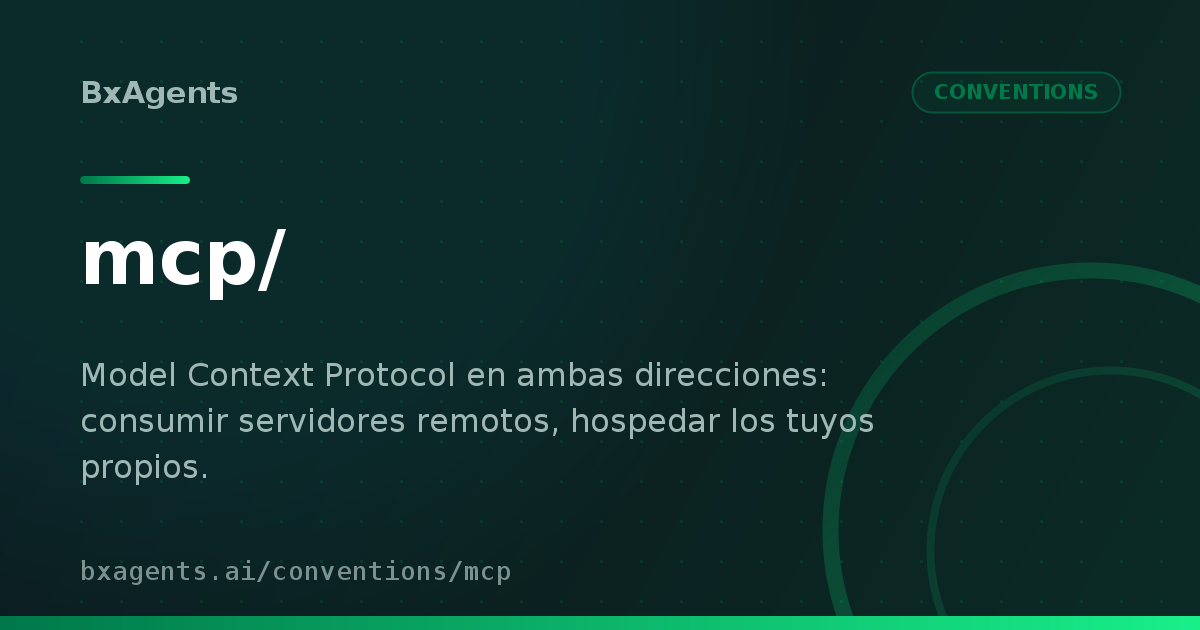 BxAgents
CONVENTIONS
mcp/
Model Context Protocol en ambas direcciones:
consumir servidores remotos, hospedar los tuyos
propios.
bxagents.ai/conventions/mcp